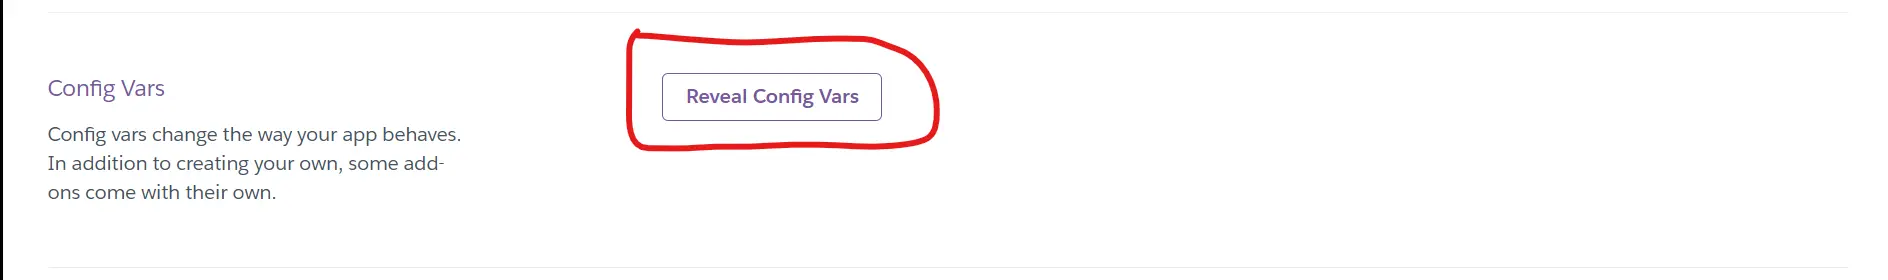 Config Vars
Reveal Config Vars
Config vars change the way your app behaves.
In addition to creating your own, some add-
ons come with their own.